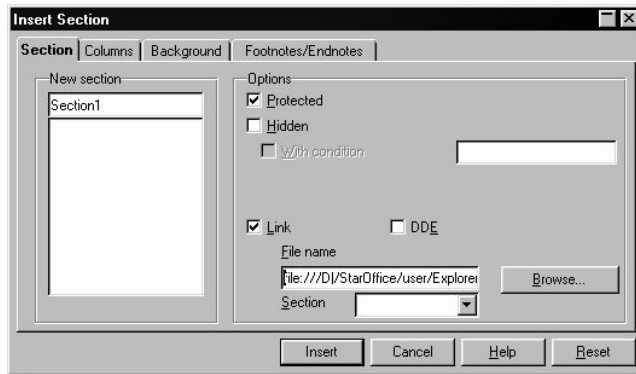 Insert Section
Section Columns Background Footnotes/Endnotes
New section
Section1
Options
Protected
Hidden
With condition
Link DDE
File name
file:///D|/StarOffice/user/Explorer
Browse...
Section
Insert Cancel Help Reset